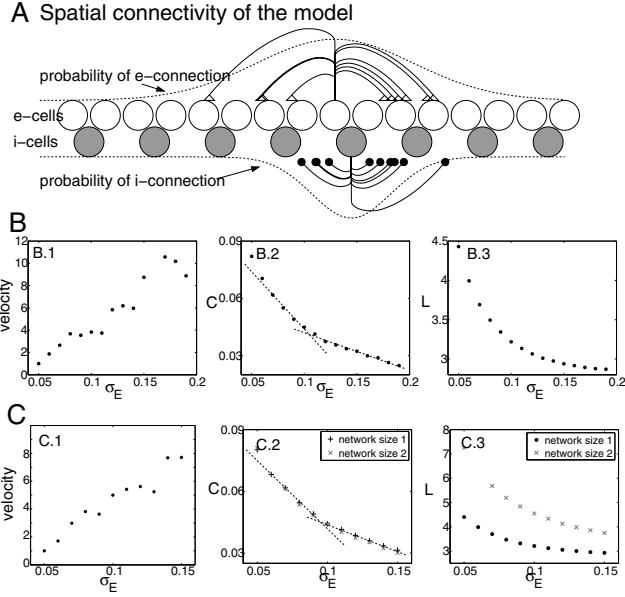 A Spatial connectivity of the model
probability of e-connection
e-cells
i-cells
probability of i-connection
B
B.1
velocity
12
10
8
6
4
2
0
0.05
0.1
0.15
0.2
σE
B.2
C
0.09
0.06
0.03
0.05
0.1
0.15
0.2
σE
B.3
L
4.5
4
3.5
3
0.05
0.1
0.15
0.2
σE
C
C.1
velocity
8
6
4
2
0
0.05
0.1
0.15
σE
C.2
+ network size 1
× network size 2
C
0.09
0.06
0.03
0.05
0.1
0.15
σE
C.3
• network size 1
× network size 2
L
8
7
6
5
4
3
0.05
0.1
0.15
σE